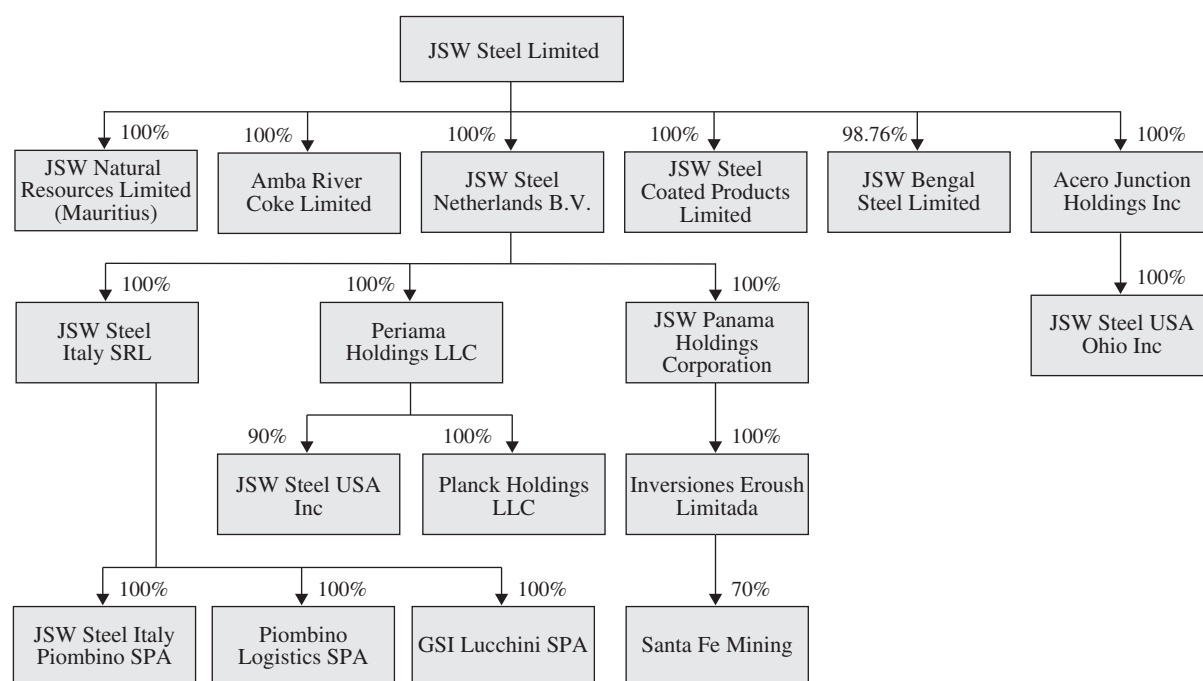 JSW Steel Limited
100%
100%
100%
100%
98.76%
100%
JSW Natural
Resources Limited
(Mauritius)
Amba River
Coke Limited
JSW Steel
Netherlands B.V.
JSW Steel
Coated Products
Limited
JSW Bengal
Steel Limited
Acero Junction
Holdings Inc
100%
100%
100%
100%
JSW Steel
Italy SRL
Periama
Holdings LLC
JSW Panama
Holdings
Corporation
JSW Steel USA
Ohio Inc
90%
100%
100%
JSW Steel USA
Inc
Planck Holdings
LLC
Inversiones Eroush
Limitada
100%
100%
100%
70%
JSW Steel Italy
Piombino SPA
Piombino
Logistics SPA
GSI Lucchini SPA
Santa Fe Mining